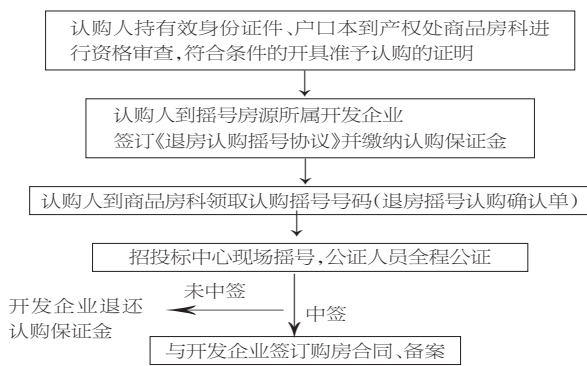 认购人持有效身份证件、户口本到产权处商品房科进
行资格审查,符合条件的开具准予认购的证明
认购人到摇号房源所属开发企业
签订《退房认购摇号协议》并缴纳认购保证金
认购人到商品房科领取认购摇号号码(退房摇号认购确认单)
招投标中心现场摇号,公证人员全程公证
未中签
开发企业退还
认购保证金
中签
与开发企业签订购房合同、备案